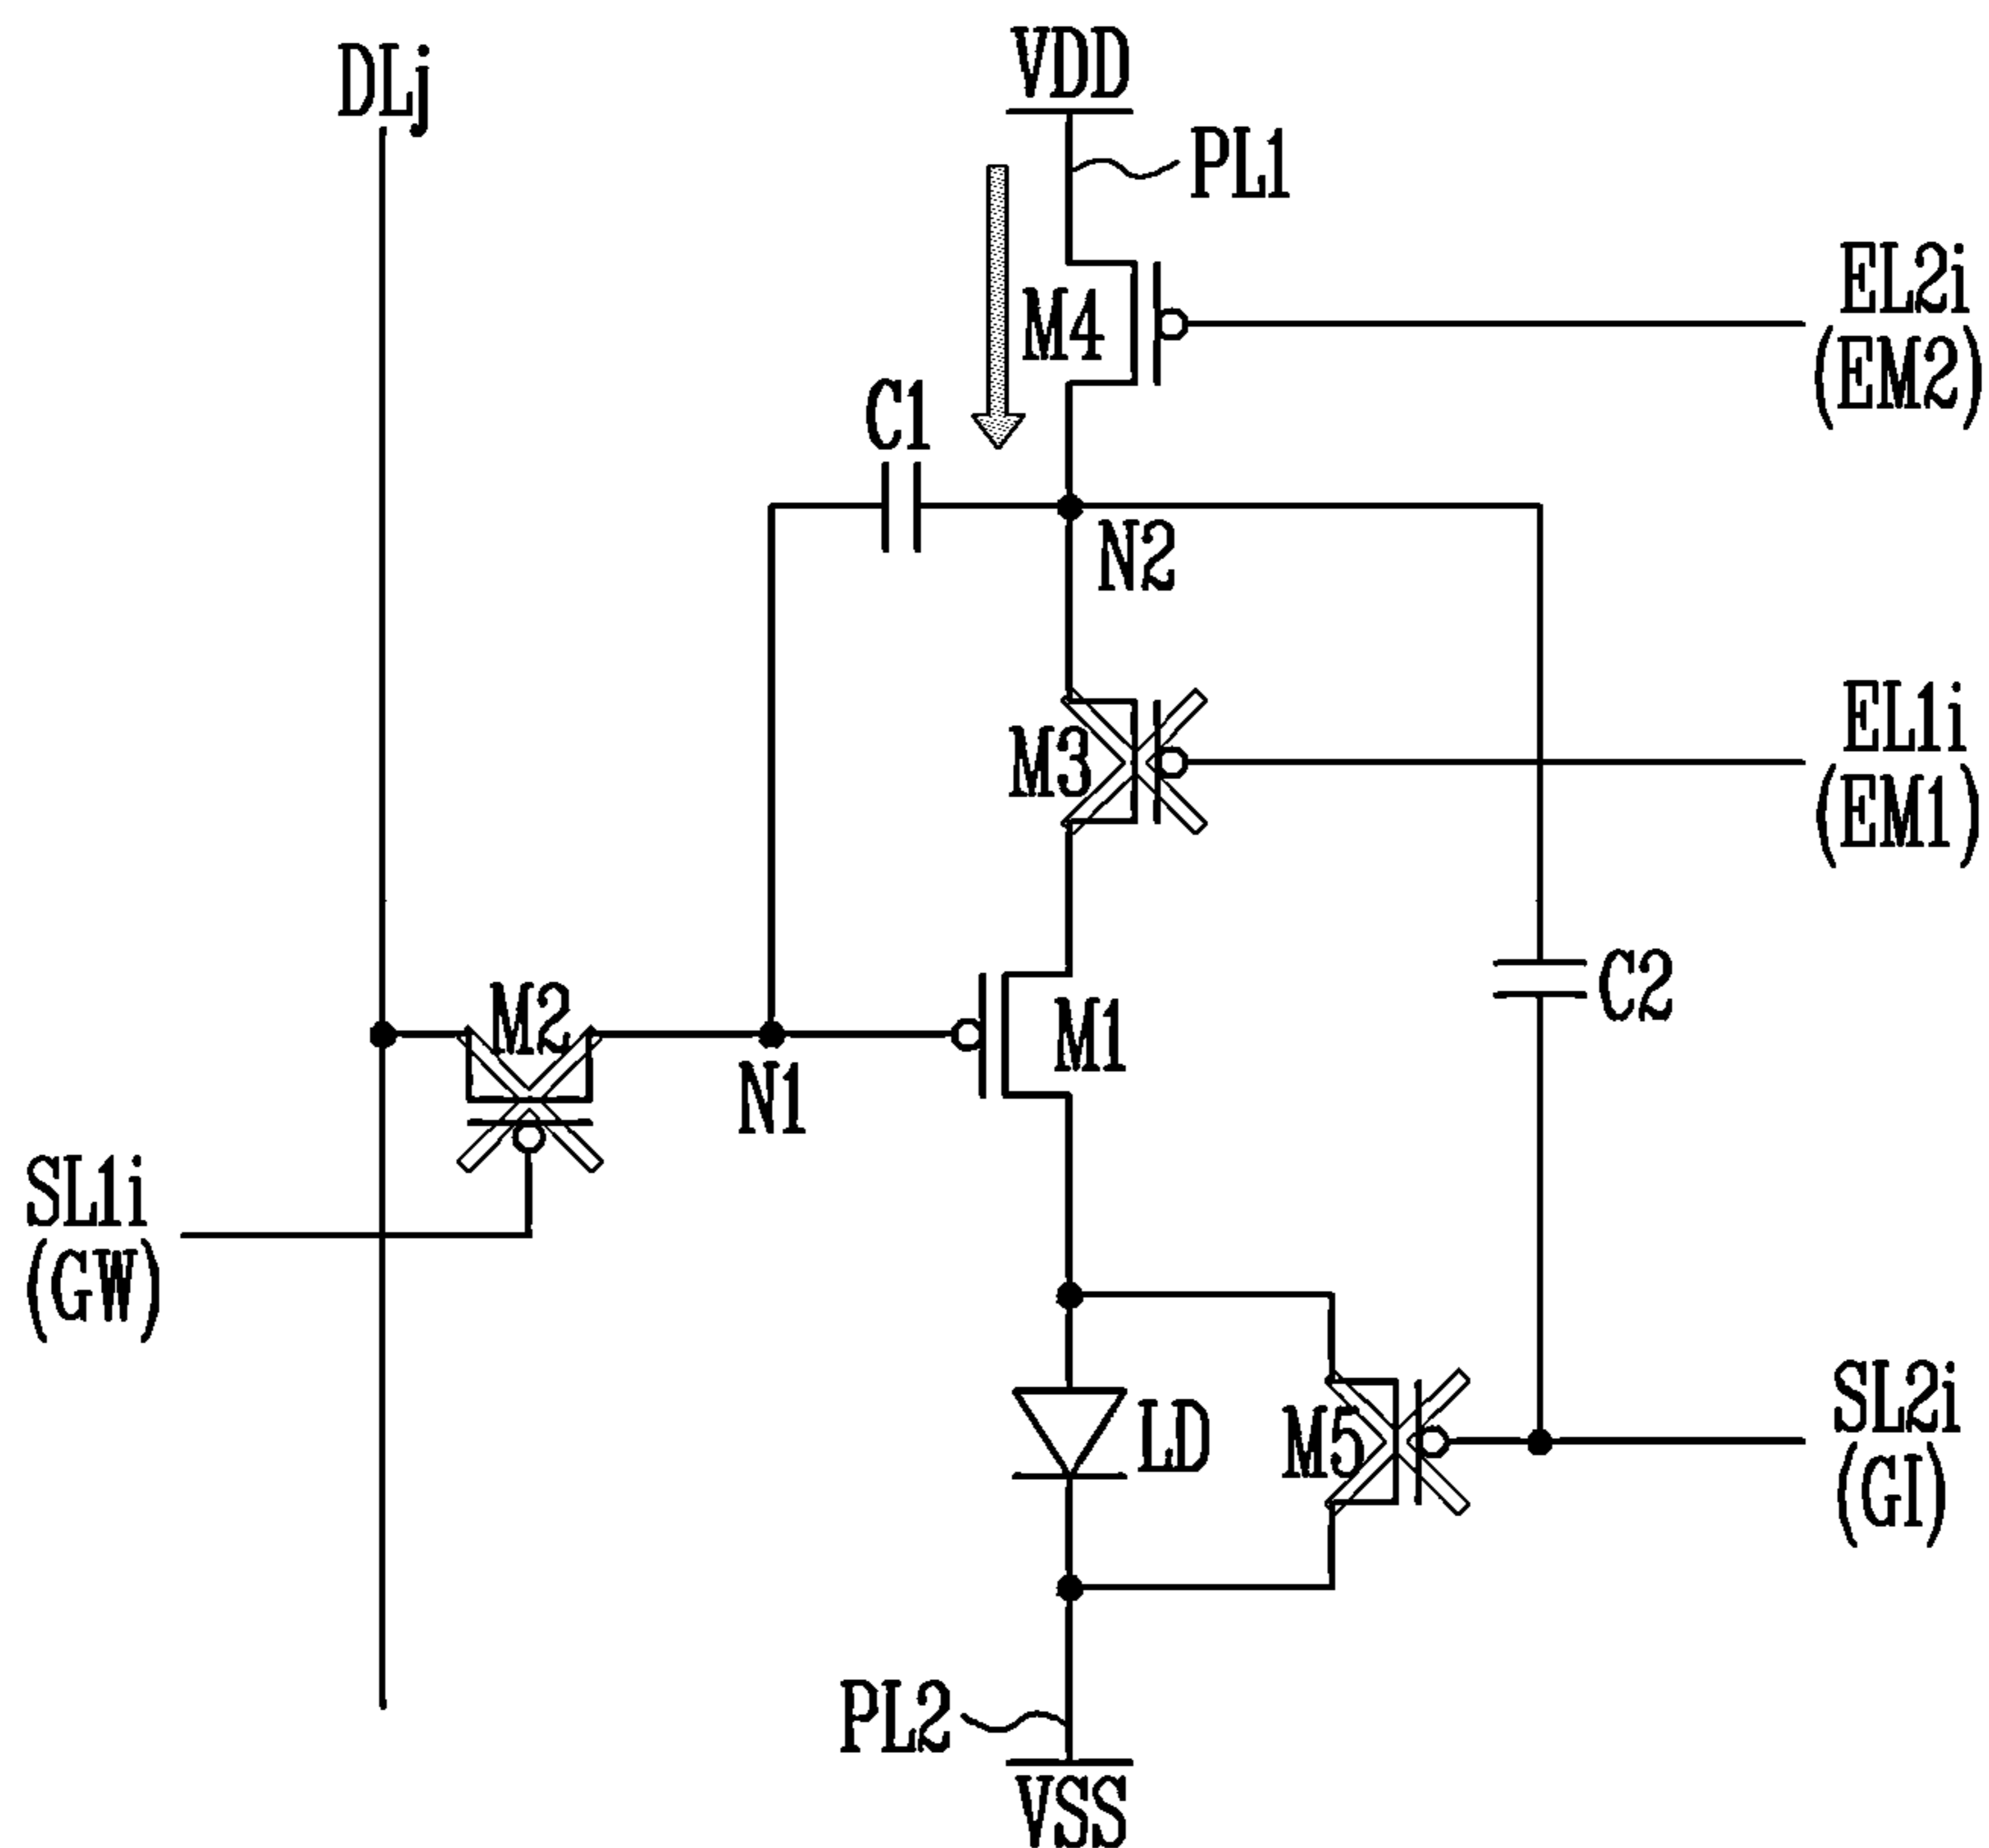 DLj
VDD
PL1
M4
EL2i
(EM2)
C1
N2
M3
EL1i
(EM1)
C2
M2
M1
N1
SL1i
(GW)
LD
M5
SL2i
(GI)
PL2
VSS